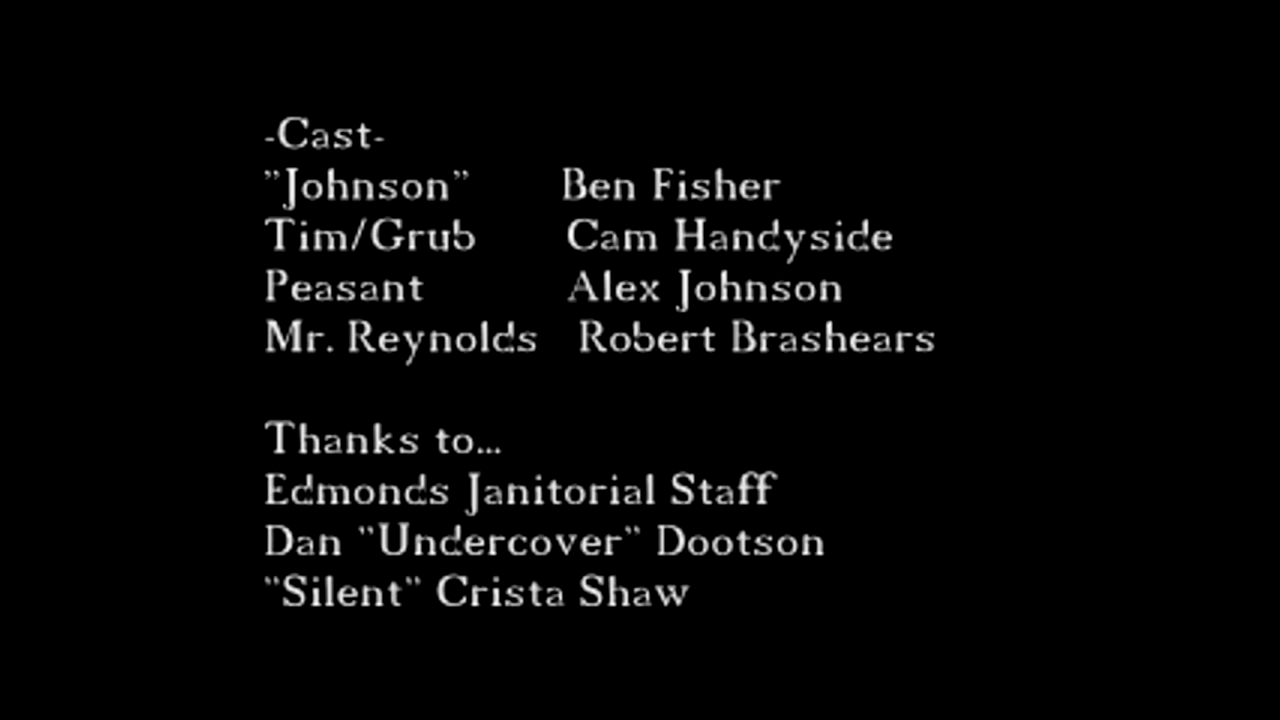 -Cast-
"Johnson" Ben Fisher
Tim/Grub Cam Handyside
Peasant Alex Johnson
Mr. Reynolds Robert Brashears
Thanks to...
Edmonds Janitorial Staff
Dan "Undercover" Dootson
"Silent" Crista Shaw